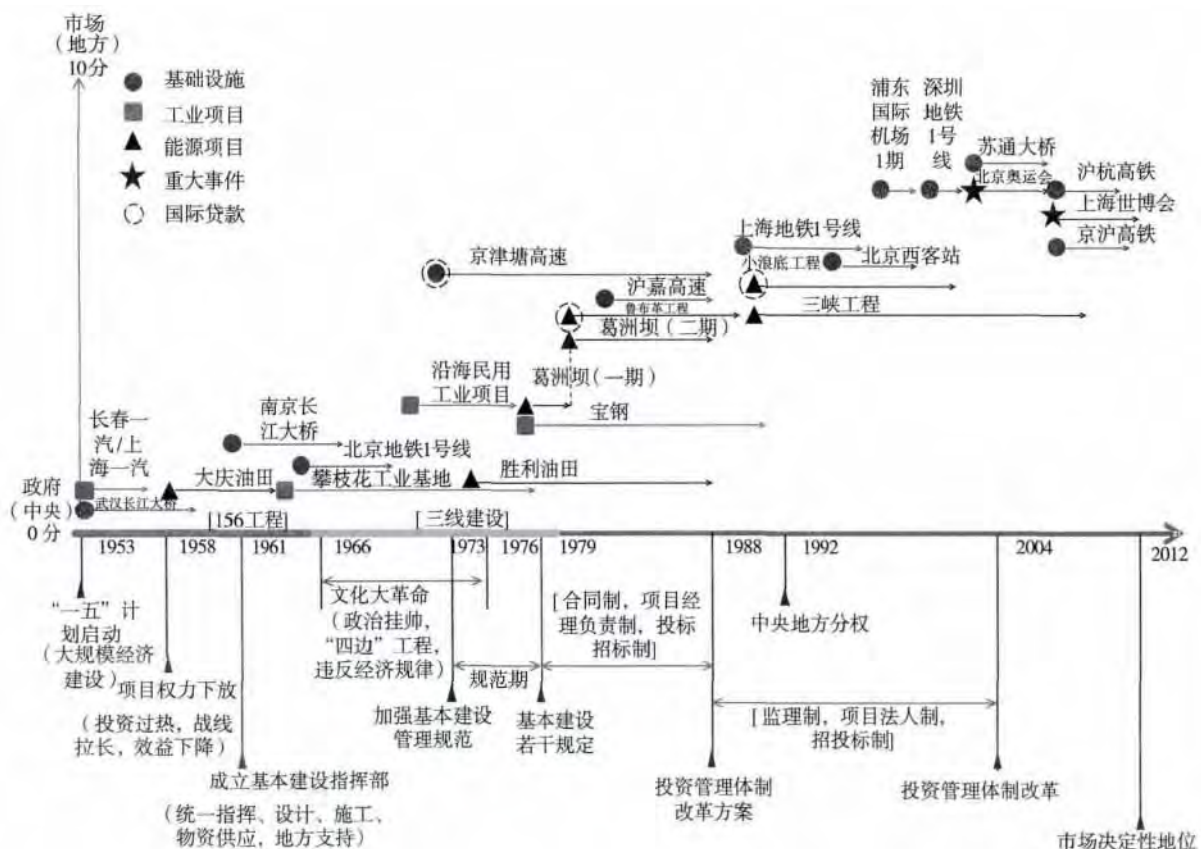 市场
（地方）
10分
基础设施
工业项目
能源项目
重大事件
国际贷款
浦东
国际
机场
1期
深圳
地铁
1号
线
苏通大桥
北京奥运会
沪杭高铁
上海世博会
京沪高铁
上海地铁1号线
小浪底工程
北京西客站
京津塘高速
沪嘉高速
鲁布革工程
葛洲坝（二期）
三峡工程
沿海民用
工业项目
葛洲坝（一期）
宝钢
长春一
汽/上
海一汽
南京长
江大桥
北京地铁1号线
大庆油田
攀枝花工业基地
胜利油田
武汉长江大桥
政府
（中央）
0分
[156工程]
[三线建设]
1953
1958
1961
1966
1973
1976
1979
1988
1992
2004
2012
“一五”计
划启动
（大规模经济
建设）
项目权力下放
（投资过热，战线
拉长，效益下降）
成立基本建设指挥部
（统一指挥、设计、施工、
物资供应，地方支持）
文化大革命
（政治挂帅，
“四边”工程，
违反经济规律）
规范期
加强基本建设
管理规范
基本建设
若干规定
[合同制，项目经
理负责制，投标
招标制]
中央地方分权
[监理制，项目法人制，
招投标制]
投资管理体制
改革方案
投资管理体制改革
市场决定性地位